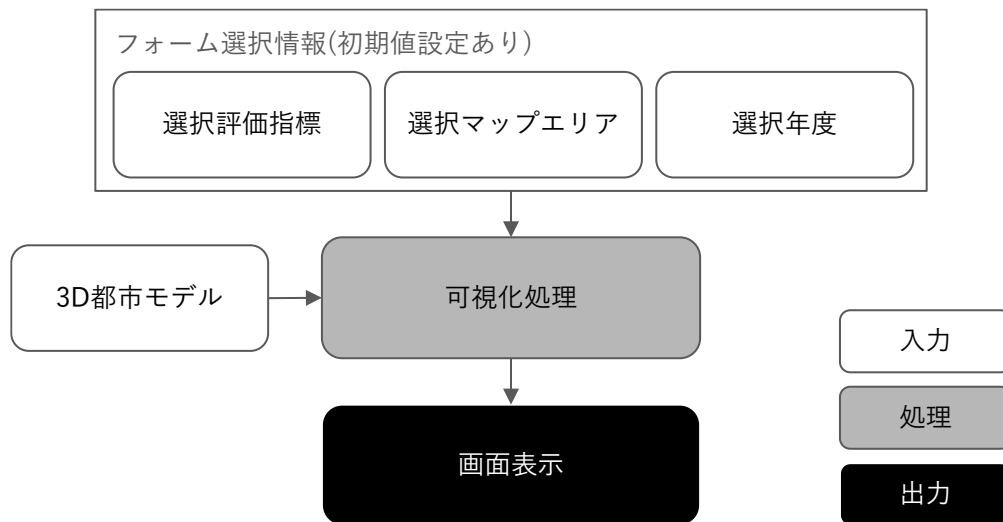 フォーム選択情報(初期値設定あり)
選択評価指標
選択マップエリア
選択年度
3D都市モデル
可視化処理
画面表示
入力
処理
出力